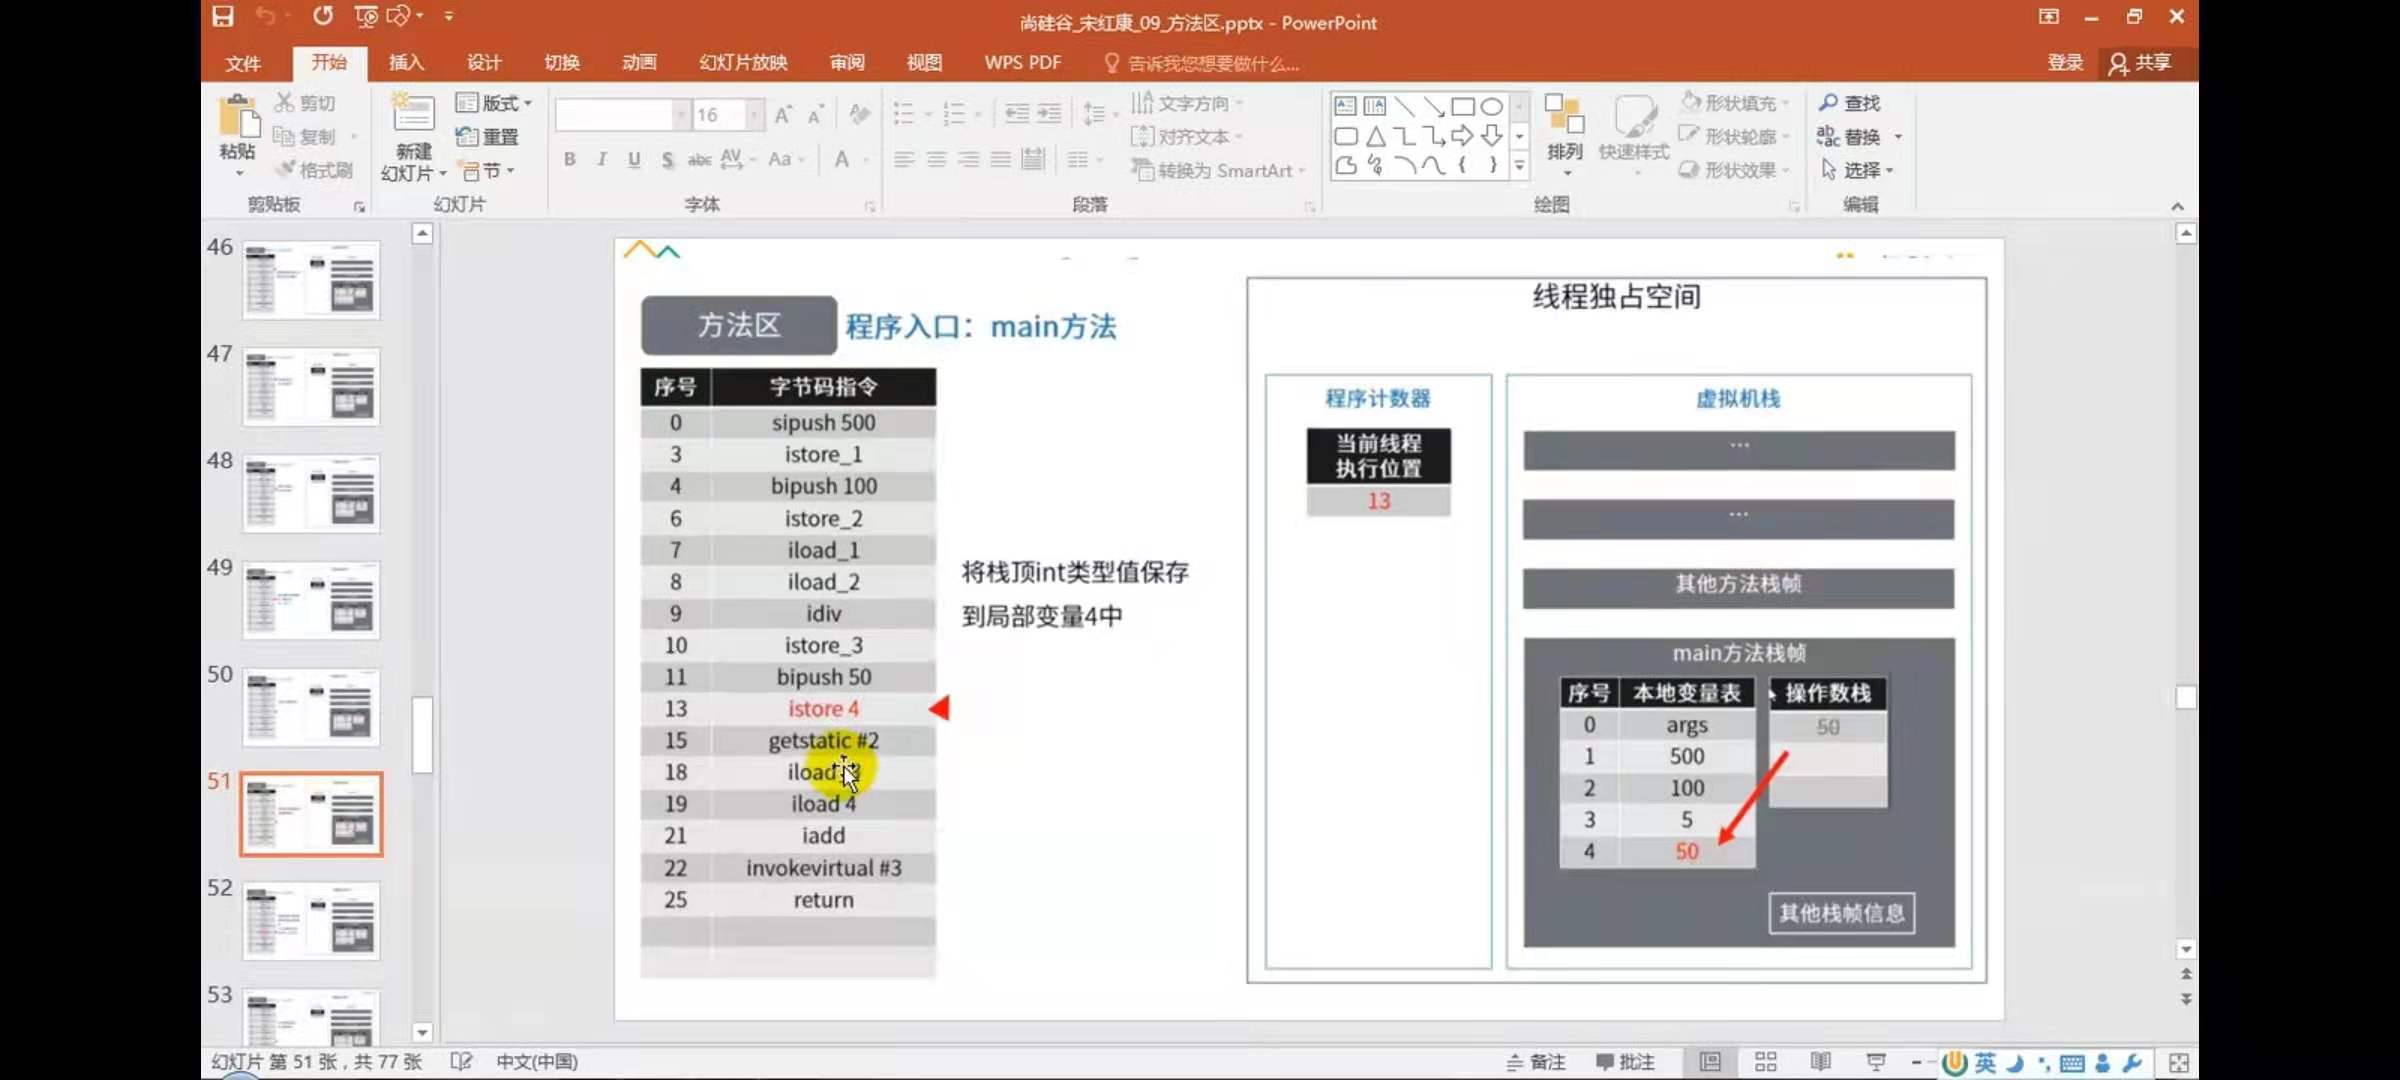 尚硅谷_宋红康_09_方法区.pptx - PowerPoint
文件 开始 插入 设计 切换 动画 幻灯片放映 审阅 视图 WPS PDF 告诉我您想要做什么... 登录 共享
粘贴
剪切
复制
格式刷
剪贴板
新建
幻灯片
版式
重置
节
幻灯片
16
B I U S abc AV Aa A
字体
文字方向
对齐文本
转换为 SmartArt
段落
排列
快速样式
形状填充
形状轮廓
形状效果
绘图
查找
替换
选择
编辑
46
47
48
49
50
51
52
53
方法区 程序入口：main方法
序号 字节码指令
0 sipush 500
3 istore_1
4 bipush 100
6 istore_2
7 iload_1
8 iload_2
9 idiv
10 istore_3
11 bipush 50
13 istore 4
15 getstatic #2
18 iload
19 iload 4
21 iadd
22 invokevirtual #3
25 return
将栈顶int类型值保存
到局部变量4中
线程独占空间
程序计数器
当前线程
执行位置
13
虚拟机栈
...
...
其他方法栈帧
main方法栈帧
序号 本地变量表
0 args
1 500
2 100
3 5
4 50
操作数栈
50
其他栈帧信息
幻灯片 第 51 张，共 77 张 中文(中国) 备注 批注 英